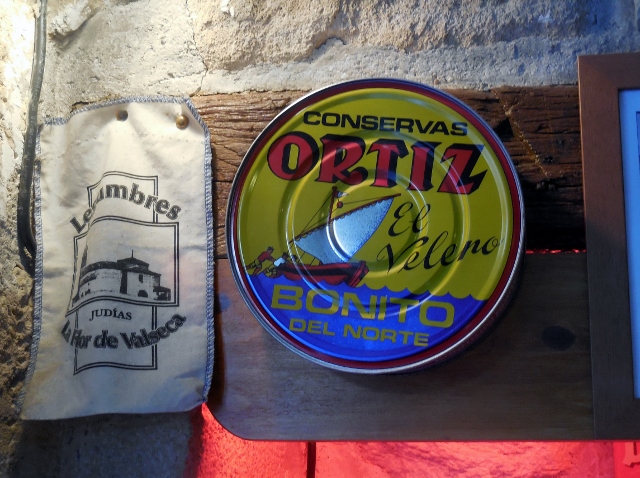 Legumbres
JUDÍAS
La Flor de Valseca
CONSERVAS
ORTIZ
El
Velero
BONITO
DEL NORTE